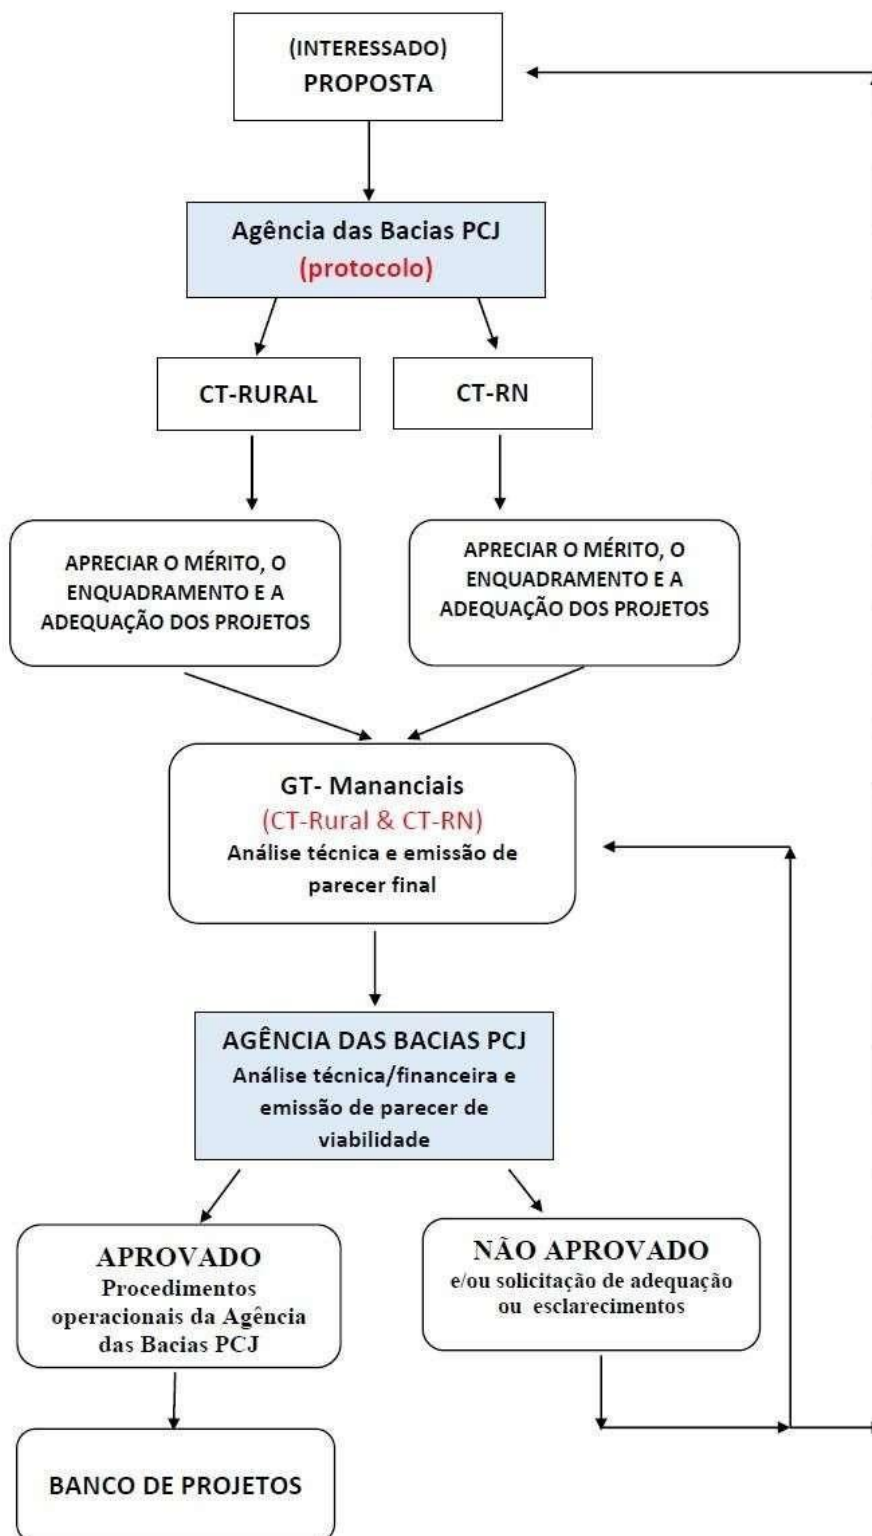 (INTERESSADO)
PROPOSTA
Agência das Bacias PCJ
(protocolo)
CT-RURAL
CT-RN
APRECIAR O MÉRITO, O
ENQUADRAMENTO E A
ADEQUAÇÃO DOS PROJETOS
APRECIAR O MÉRITO, O
ENQUADRAMENTO E A
ADEQUAÇÃO DOS PROJETOS
GT- Mananciais
(CT-Rural & CT-RN)
Análise técnica e emissão de
parecer final
AGÊNCIA DAS BACIAS PCJ
Análise técnica/financeira e
emissão de parecer de
viabilidade
APROVADO
Procedimentos
operacionais da Agência
das Bacias PCJ
NÃO APROVADO
e/ou solicitação de adequação
ou esclarecimentos
BANCO DE PROJETOS